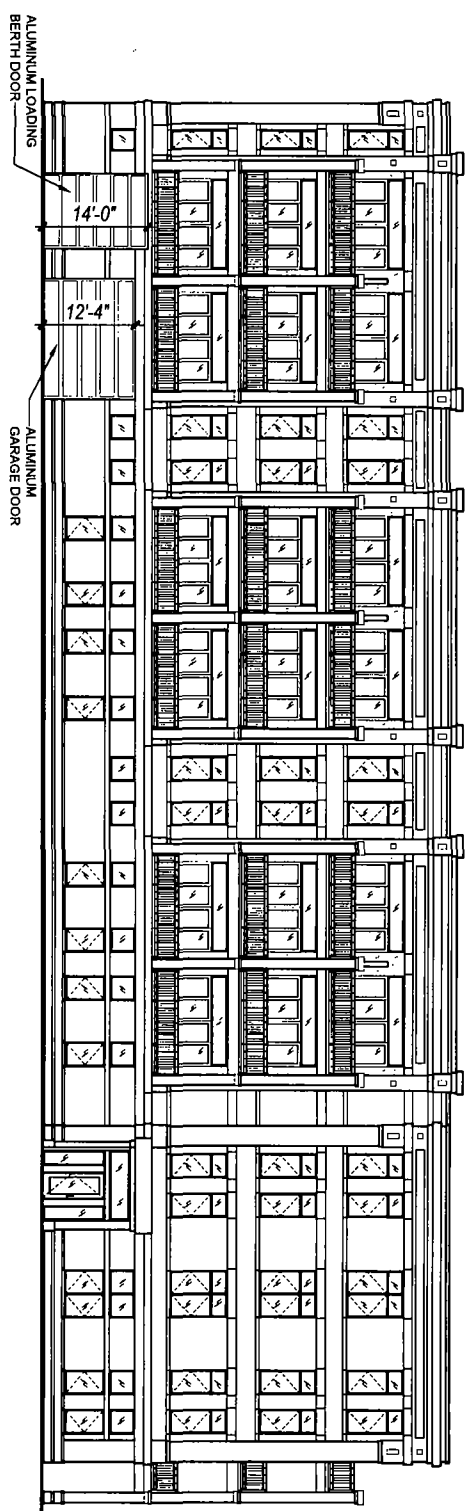 ALUMINUM LOADING
BERTH DOOR
14'-0"
12'-4"
ALUMINUM
GARAGE DOOR